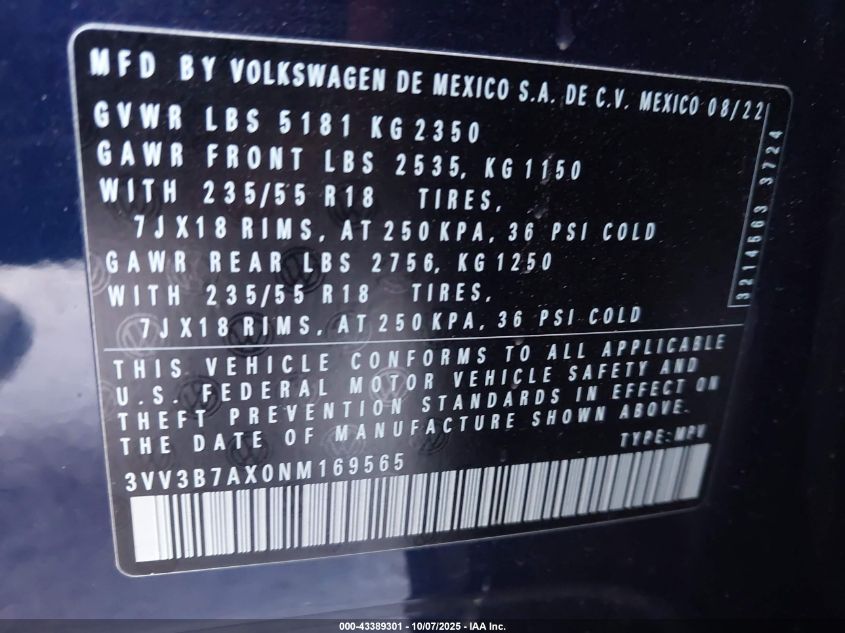 MFD BY VOLKSWAGEN DE MEXICO S.A. DE C.V. MEXICO 08/22
GVWR LBS 5181 KG 2350
GAWR FRONT LBS 2535, KG 1150
WITH 235/55 R18 TIRES,
7J X18 RIMS, AT 250 KPA, 36 PSI COLD
GAWR REAR LBS 2756, KG 1250
WITH 235/55 R18 TIRES,
7J X18 RIMS, AT 250 KPA, 36 PSI COLD
3214563 3724
THIS VEHICLE CONFORMS TO ALL APPLICABLE
U.S. FEDERAL MOTOR VEHICLE SAFETY AND
THEFT PREVENTION STANDARDS IN EFFECT ON
THE DATE OF MANUFACTURE SHOWN ABOVE.
TYPE: MPV
3VV3B7AX0NM169565
000-43389301 - 10/07/2025 - IAA Inc.